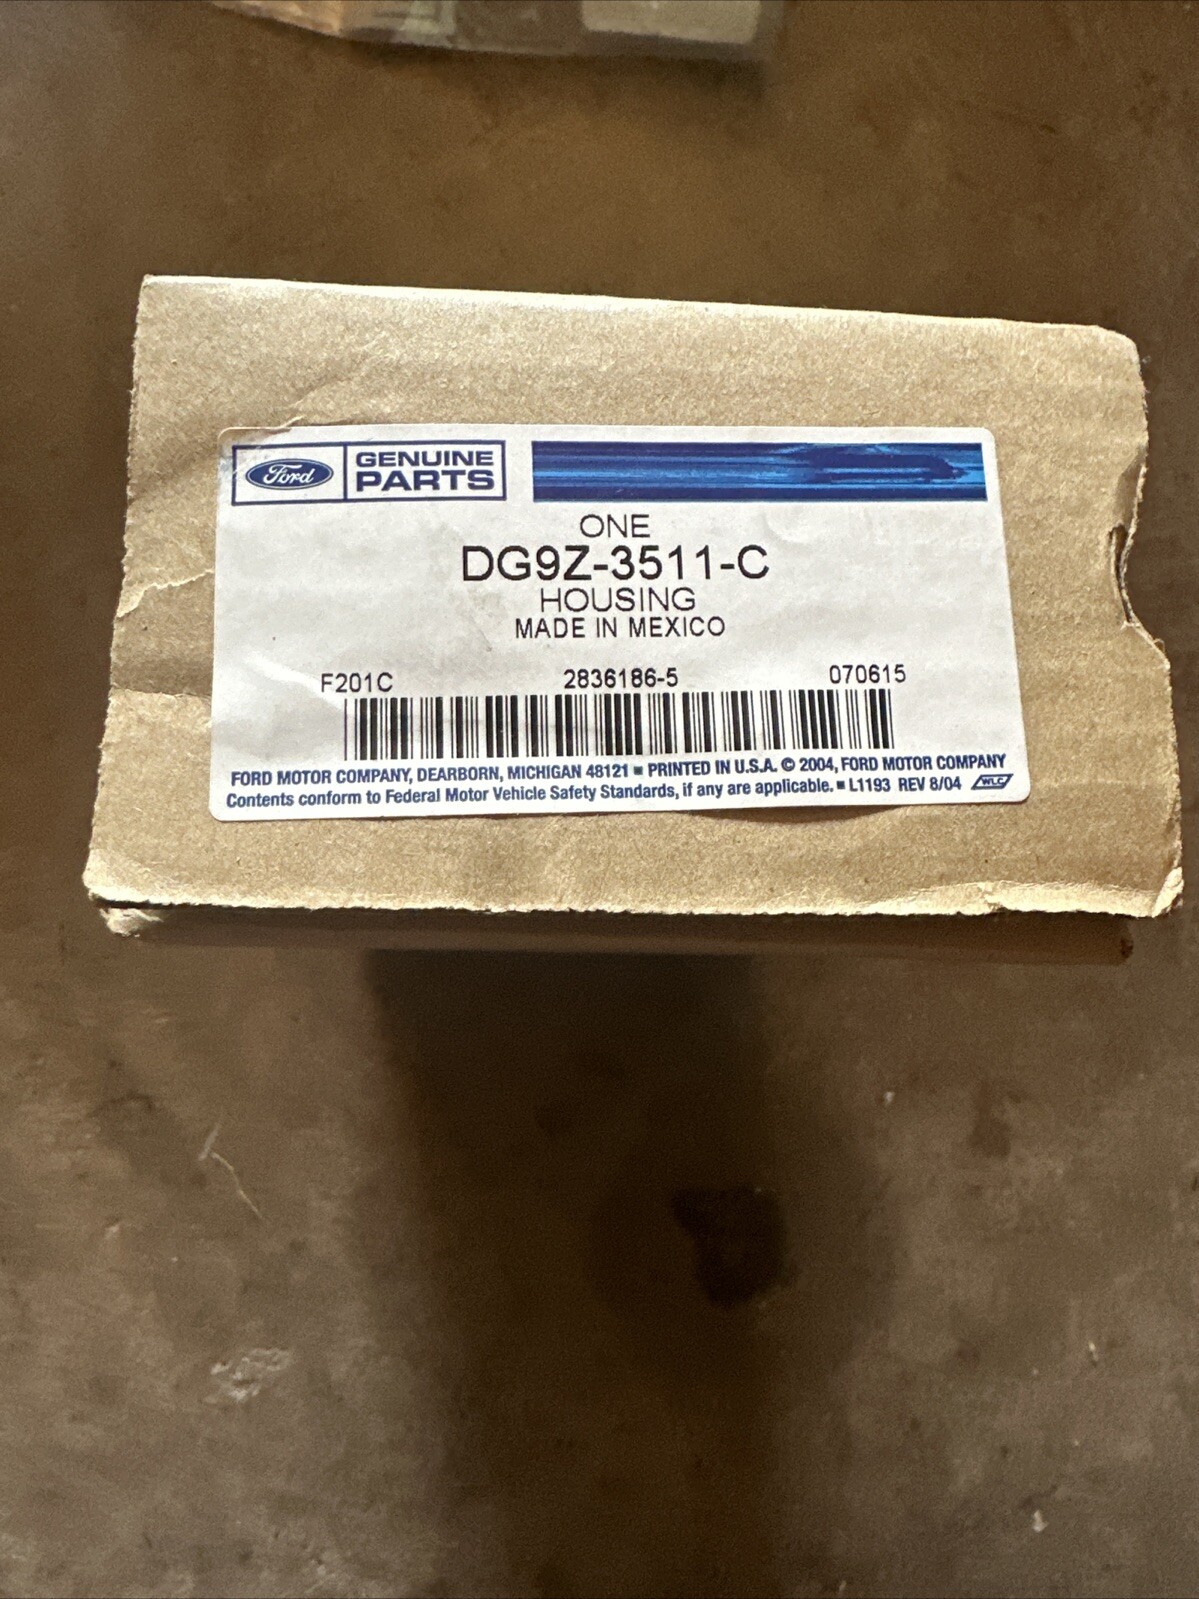 Ford
GENUINE
PARTS
ONE
DG9Z-3511-C
HOUSING
MADE IN MEXICO
F201C 2836186-5 070615
FORD MOTOR COMPANY, DEARBORN, MICHIGAN 48121 ▪ PRINTED IN U.S.A. © 2004, FORD MOTOR COMPANY
Contents conform to Federal Motor Vehicle Safety Standards, if any are applicable. ▪ L1193 REV 8/04 WLC